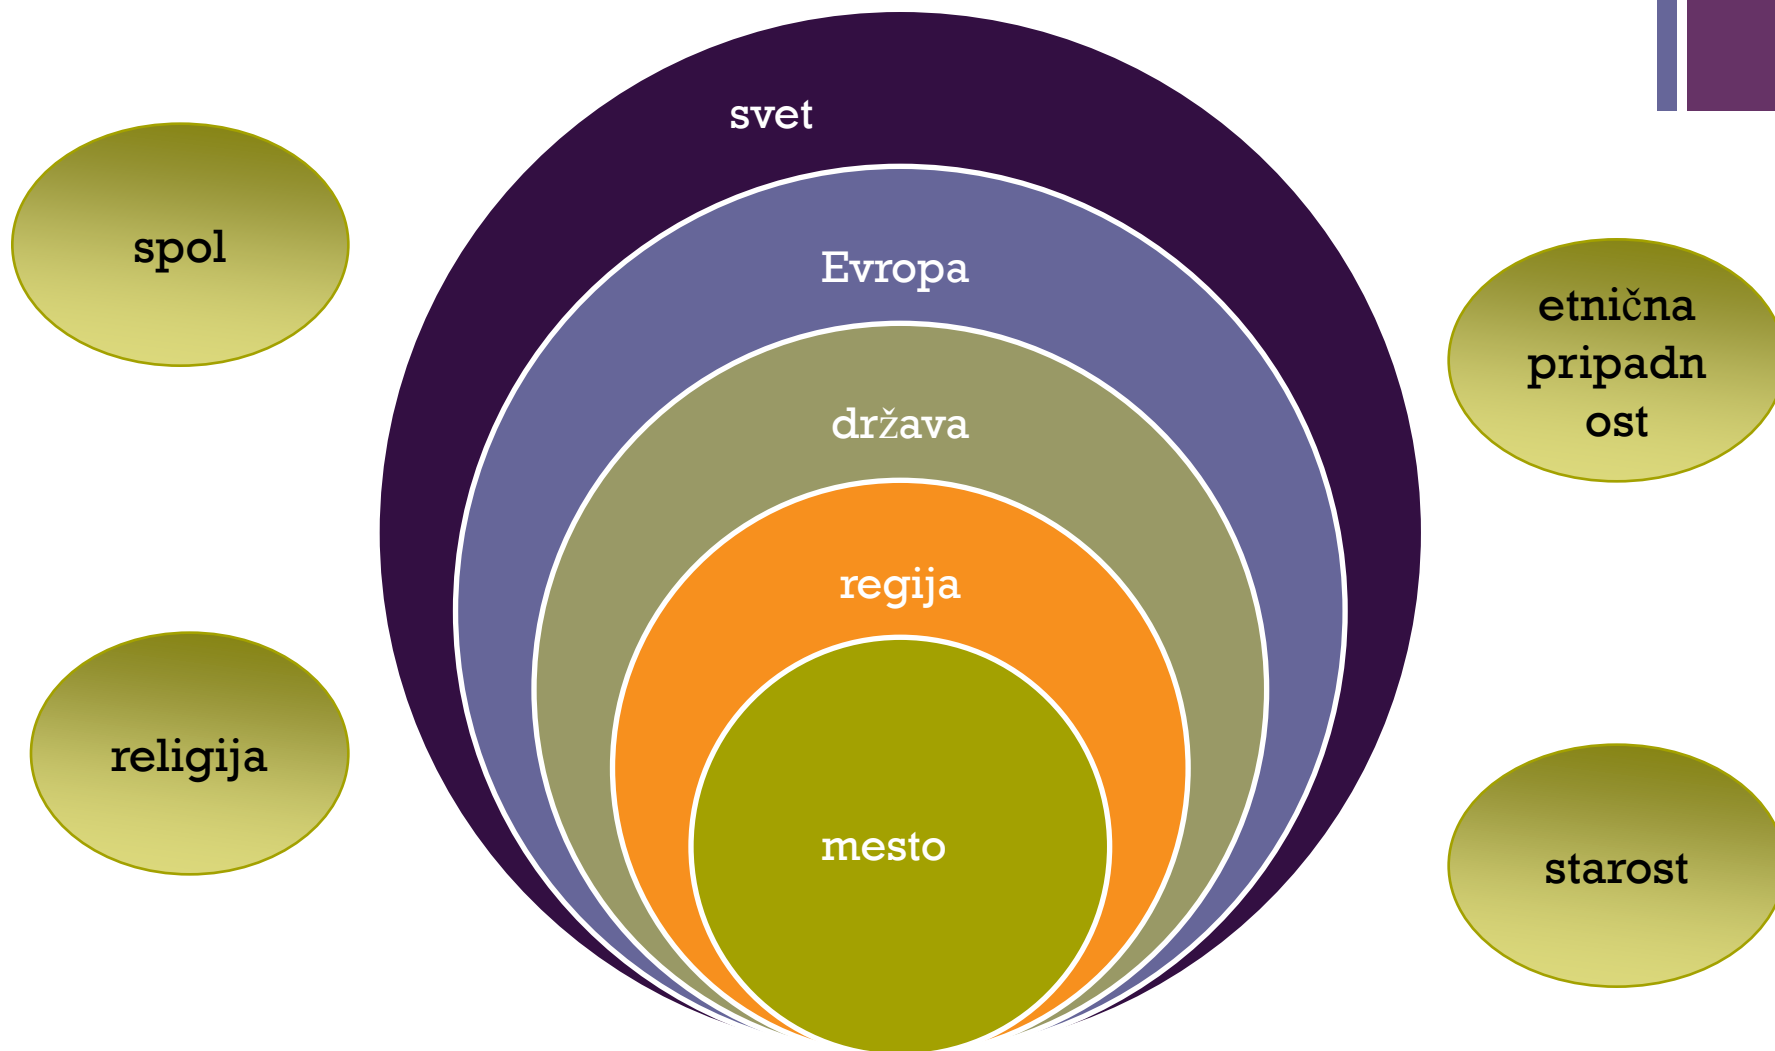 svet
spol
Evropa
etnična
pripadn
ost
država
regija
religija
mesto
starost